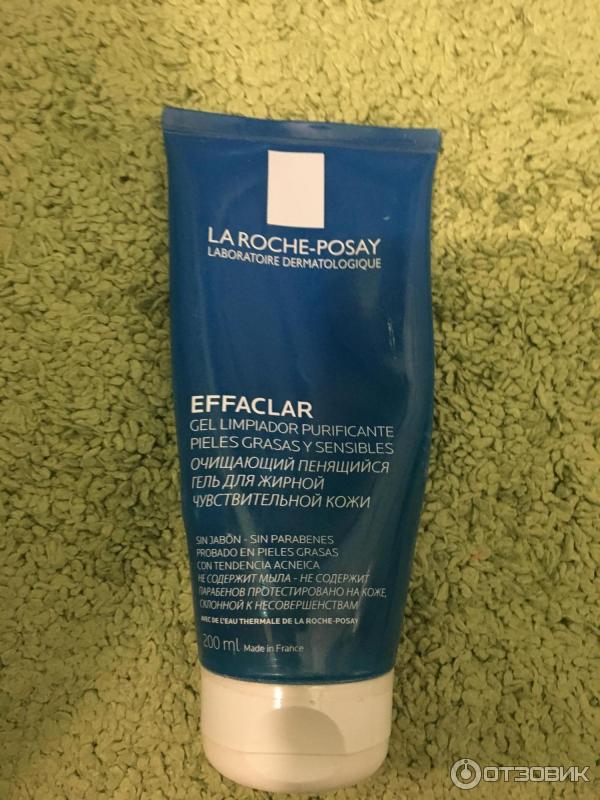 LA ROCHE-POSAY
LABORATOIRE DERMATOLOGIQUE
EFFACLAR
GEL LIMPIADOR PURIFICANTE
PIELES GRASAS Y SENSIBLES
ОЧИЩАЮЩИЙ ПЕНЯЩИЙСЯ
ГЕЛЬ ДЛЯ ЖИРНОЙ
ЧУВСТВИТЕЛЬНОЙ КОЖИ
SIN JABÓN - SIN PARABENES
PROBADO EN PIELES GRASAS
CON TENDENCIA ACNEICA
НЕ СОДЕРЖИТ МЫЛА - НЕ СОДЕРЖИТ
ПАРАБЕНОВ ПРОТЕСТИРОВАНО НА КОЖЕ,
СКЛОННОЙ К НЕСОВЕРШЕНСТВАМ
AVEC DE L'EAU THERMALE DE LA ROCHE-POSAY
200 ml Made in France
ОТЗОВИК